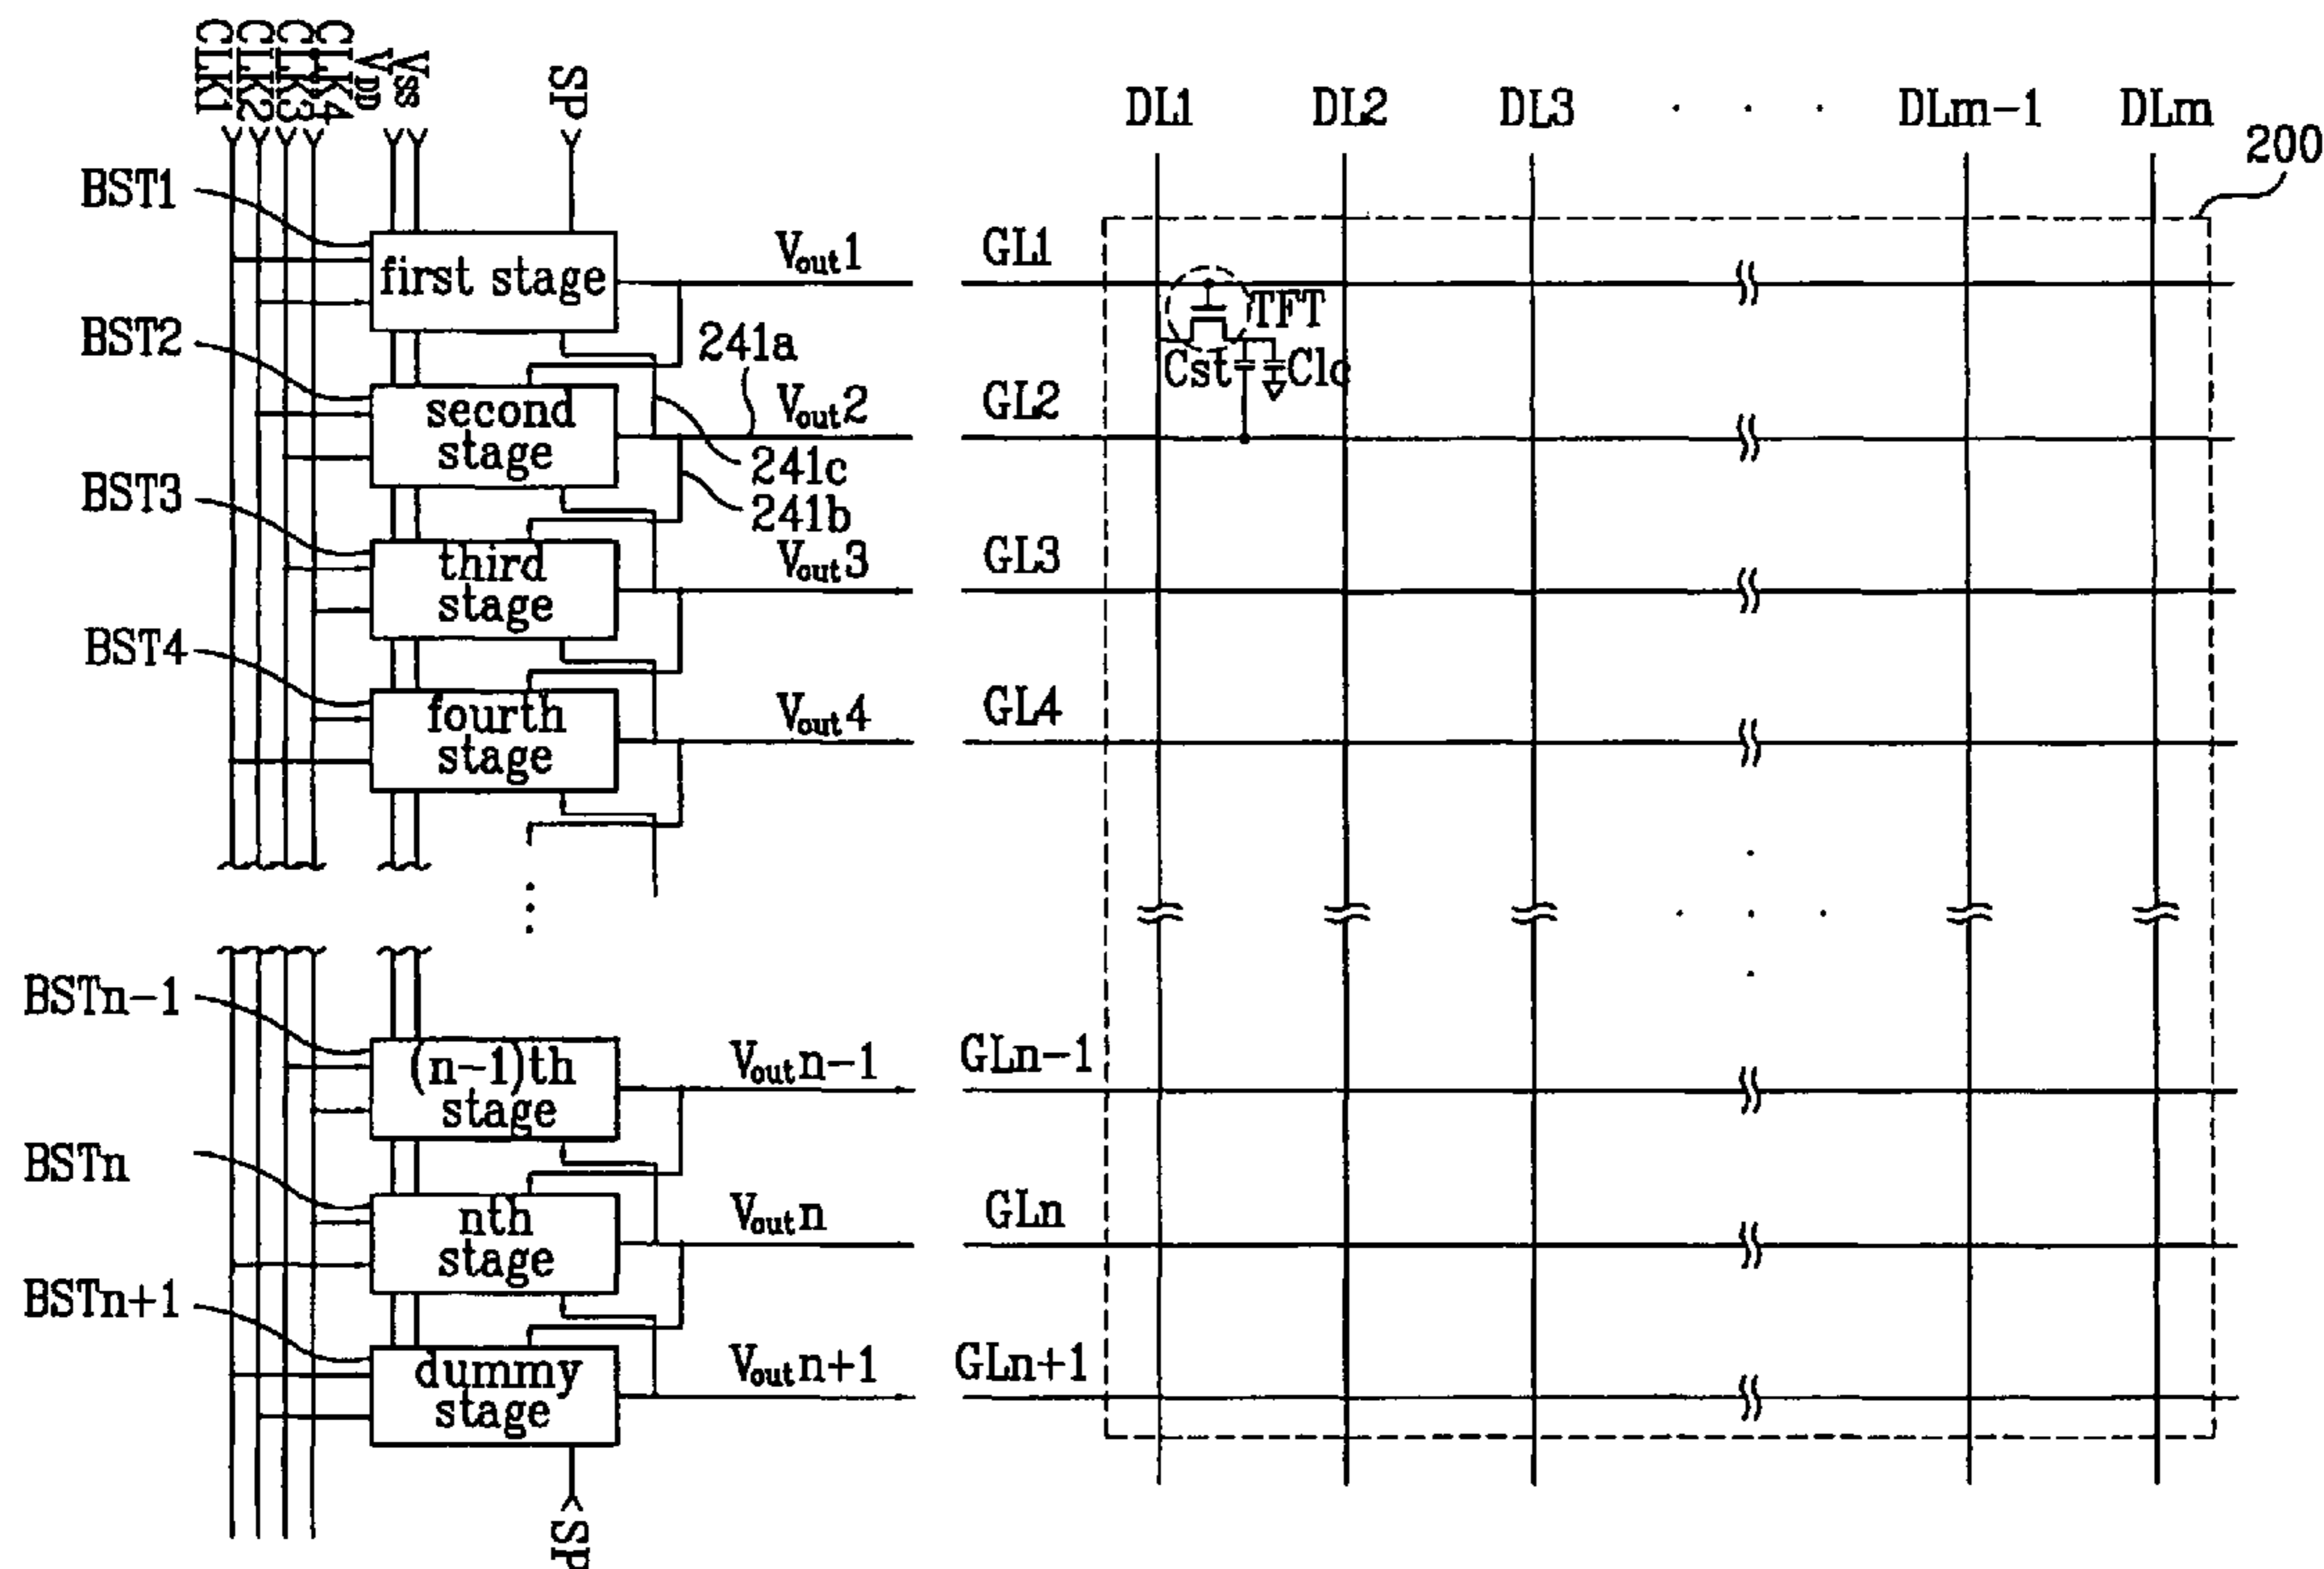 CLK1
CLK2
CLK3
CLK4
VDD
VSS
SP
DL1 DL2 DL3 . . . DLm-1 DLm
200
BST1
first stage
Vout1
GL1
TFT
Cst
Clc
BST2
second
stage
241a
Vout2
GL2
241c
241b
BST3
third
stage
Vout3
GL3
BST4
fourth
stage
Vout4
GL4
BSTn-1
(n-1)th
stage
Voutn-1
GLn-1
BSTn
nth
stage
Voutn
GLn
BSTn+1
dummy
stage
Voutn+1
GLn+1
SP